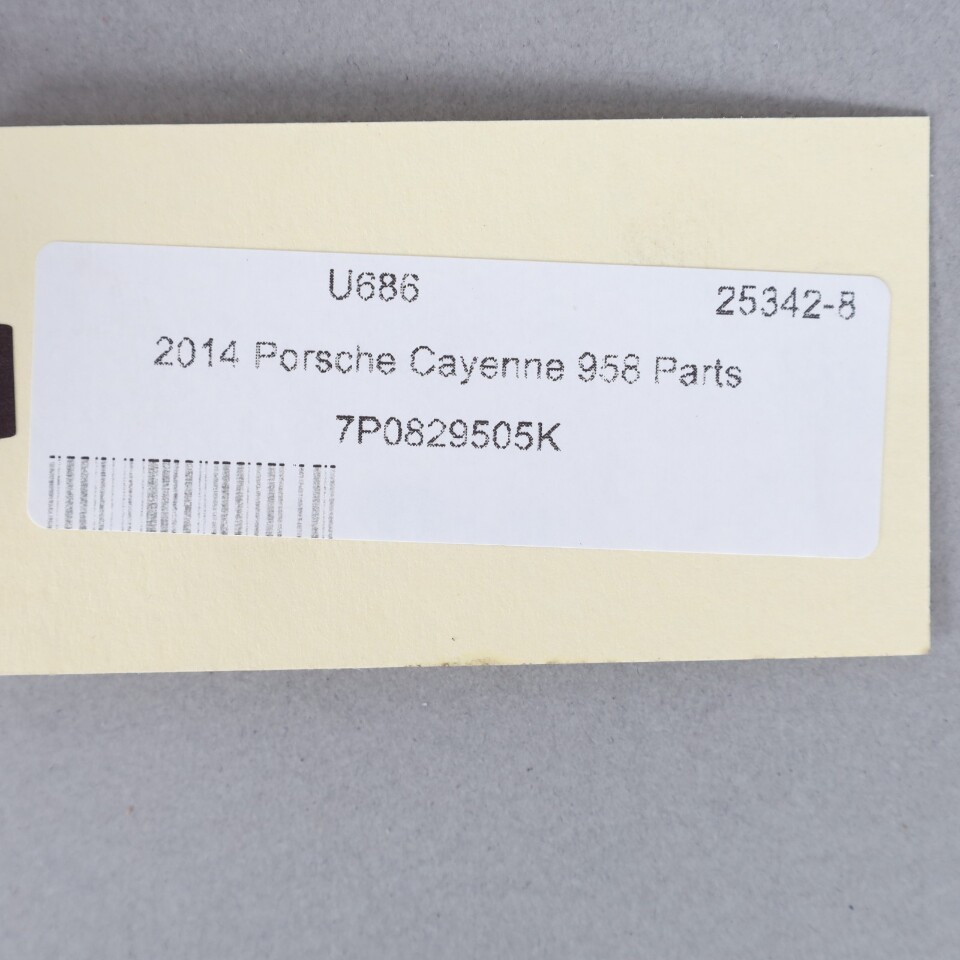 U686 25342-8
2014 Porsche Cayenne 958 Parts
7P0829505K